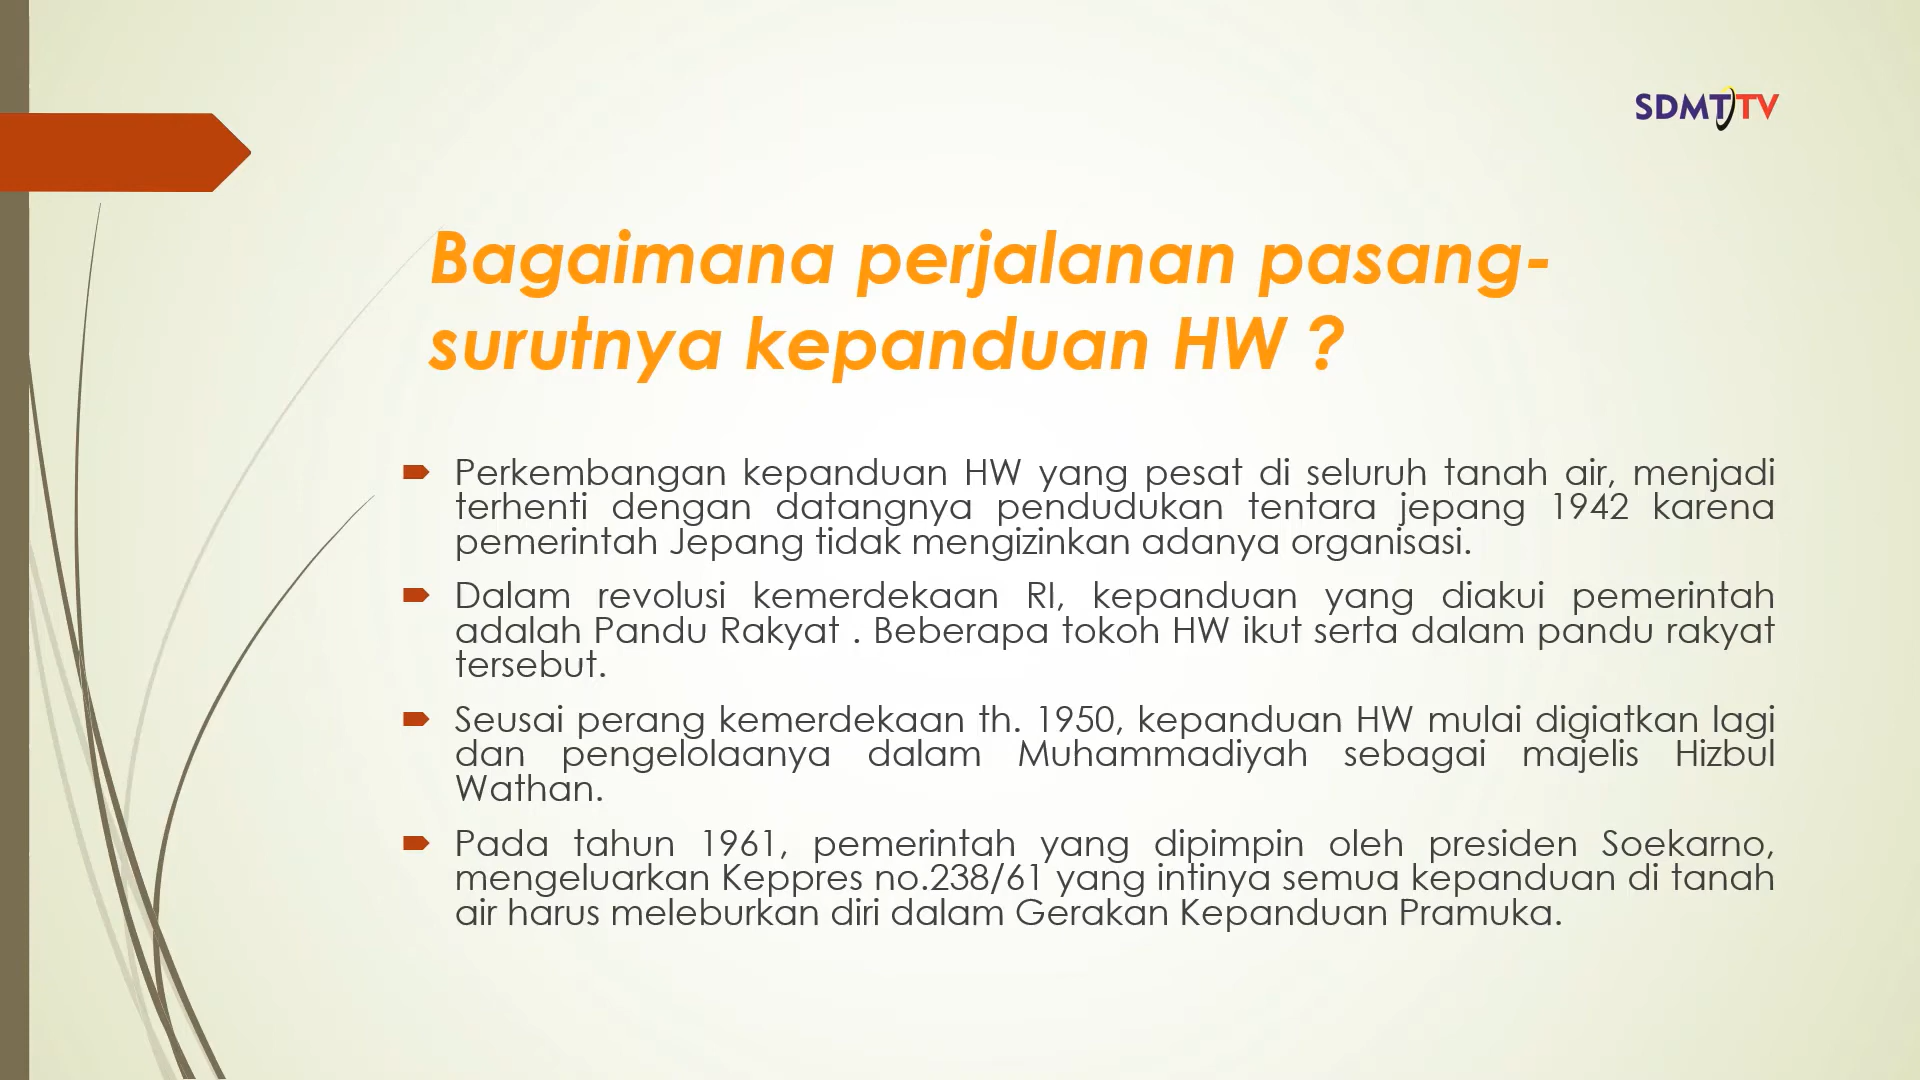 SDMT TV
Bagaimana perjalanan pasang-
surutnya kepanduan HW ?
Perkembangan kepanduan HW yang pesat di seluruh tanah air, menjadi
terhenti dengan datangnya pendudukan tentara jepang 1942 karena
pemerintah Jepang tidak mengizinkan adanya organisasi.
Dalam revolusi kemerdekaan RI, kepanduan yang diakui pemerintah
adalah Pandu Rakyat . Beberapa tokoh HW ikut serta dalam pandu rakyat
tersebut.
Seusai perang kemerdekaan th. 1950, kepanduan HW mulai digiatkan lagi
dan pengelolaanya dalam Muhammadiyah sebagai majelis Hizbul
Wathan.
Pada tahun 1961, pemerintah yang dipimpin oleh presiden Soekarno,
mengeluarkan Keppres no.238/61 yang intinya semua kepanduan di tanah
air harus meleburkan diri dalam Gerakan Kepanduan Pramuka.